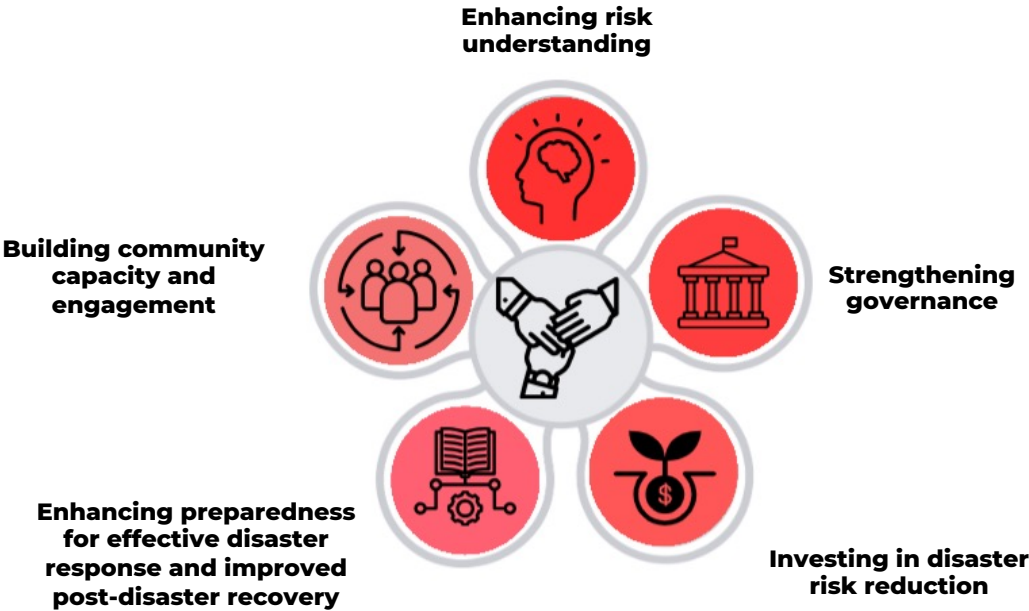 Enhancing risk
understanding
Strengthening
governance
Investing in disaster
risk reduction
Enhancing preparedness
for effective disaster
response and improved
post-disaster recovery
Building community
capacity and
engagement
$